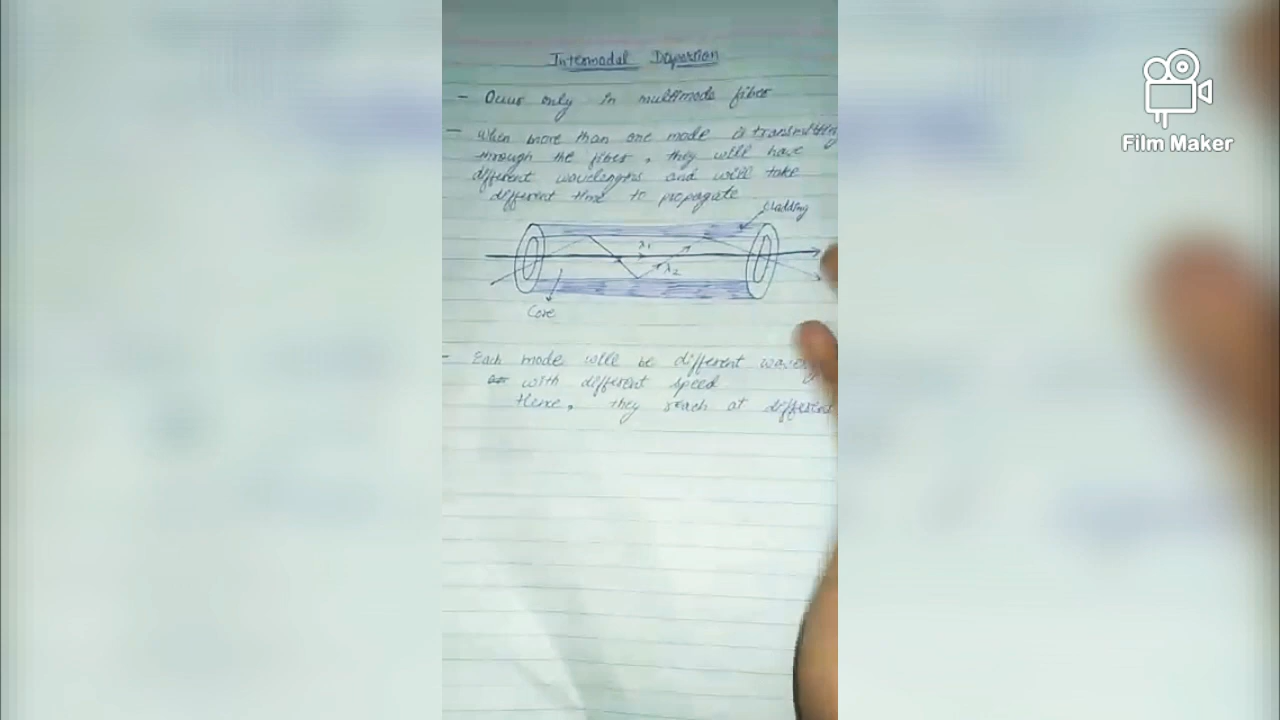 Intermodal Dispersion
- Occur only in multimode fiber
- When more than one mode is transmitting
through the fiber, they will have
different wavelengths and will take
different time to propagate
cladding
λ1
λ2
Core
- Each mode will be different
with different speed
Hence, they reach at different
Film Maker